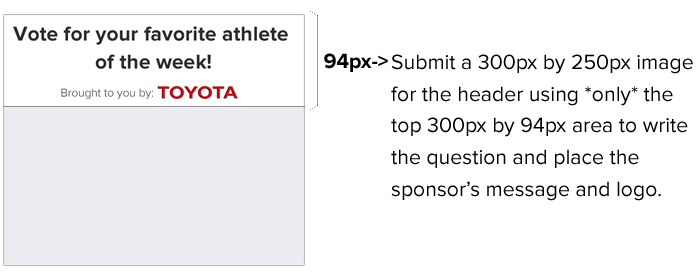 Vote for your favorite athlete
of the week!
Brought to you by: TOYOTA
94px-> Submit a 300px by 250px image
for the header using *only* the
top 300px by 94px area to write
the question and place the
sponsor’s message and logo.